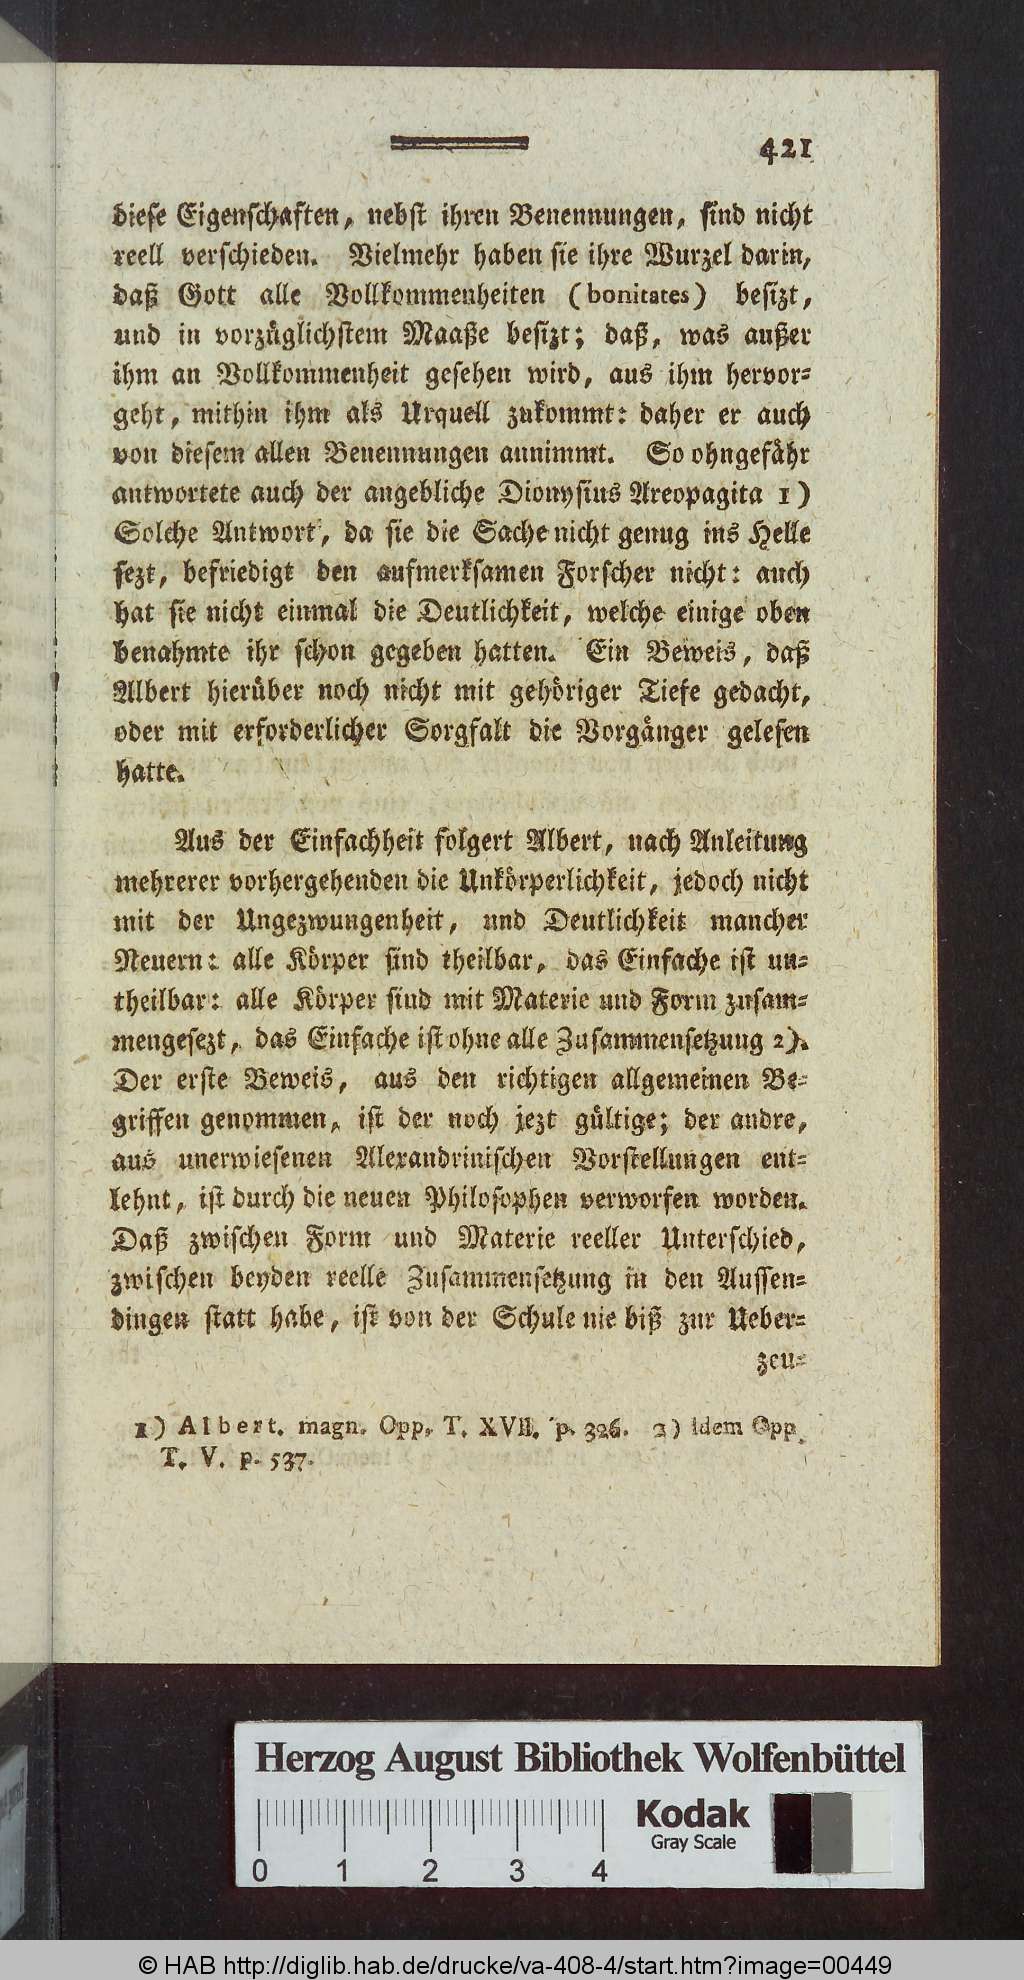 421
diese Eigenschaften, nebst ihren Benennungen, sind nicht
reell verschieden. Vielmehr haben sie ihre Wurzel darin,
daß Gott alle Vollkommenheiten (bonitates) besizt,
und in vorzüglichstem Maaße besizt; daß, was außer
ihm an Vollkommenheit gesehen wird, aus ihm hervor-
geht, mithin ihm als Urquell zukommt: daher er auch
von diesem allen Benennungen annimmt. So ohngefähr
antwortete auch der angebliche Dionysius Areopagita 1)
Solche Antwort, da sie die Sache nicht genug ins Helle
sezt, befriedigt den aufmerksamen Forscher nicht: auch
hat sie nicht einmal die Deutlichkeit, welche einige oben
benahmte ihr schon gegeben hatten. Ein Beweis, daß
Albert hierüber noch nicht mit gehöriger Tiefe gedacht,
oder mit erforderlicher Sorgfalt die Vorgänger gelesen
hatte.
Aus der Einfachheit folgert Albert, nach Anleitung
mehrerer vorhergehenden die Unkörperlichkeit, jedoch nicht
mit der Ungezwungenheit, und Deutlichkeit mancher
Neuern: alle Körper sind theilbar, das Einfache ist un-
theilbar: alle Körper sind mit Materie und Form zusam-
mengesezt, das Einfache ist ohne alle Zusammensetzung 2).
Der erste Beweis, aus den richtigen allgemeinen Be-
griffen genommen, ist der noch jezt gültige; der andre,
aus unerwiesenen Alexandrinischen Vorstellungen ent-
lehnt, ist durch die neuen Philosophen verworfen worden.
Daß zwischen Form und Materie reeller Unterschied,
zwischen beyden reelle Zusammensetzung in den Aussen-
dingen statt habe, ist von der Schule nie biß zur Ueber-
zeu-
1) Albert. magn. Opp. T. XVII. p. 326. 2) idem Opp.
T. V. p. 537.
Herzog August Bibliothek Wolfenbüttel
Kodak
Gray Scale
0 1 2 3 4
© HAB http://diglib.hab.de/drucke/va-408-4/start.htm?image=00449